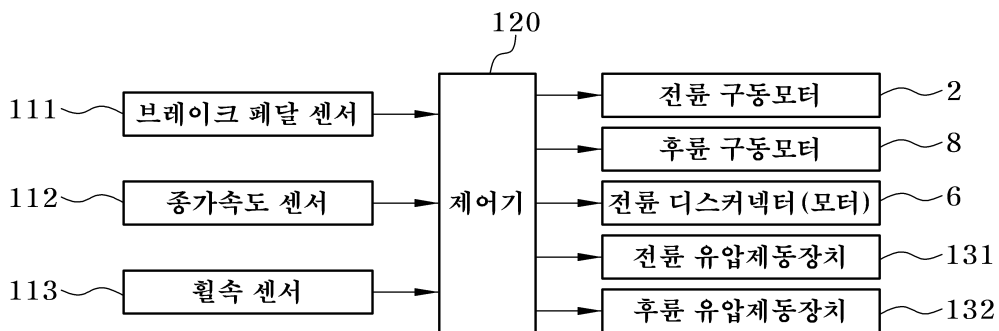 120
111 브레이크 페달 센서
112 종가속도 센서
113 휠속 센서
제어기
전륜 구동모터 2
후륜 구동모터 8
전륜 디스커넥터(모터) 6
전륜 유압제동장치 131
후륜 유압제동장치 132